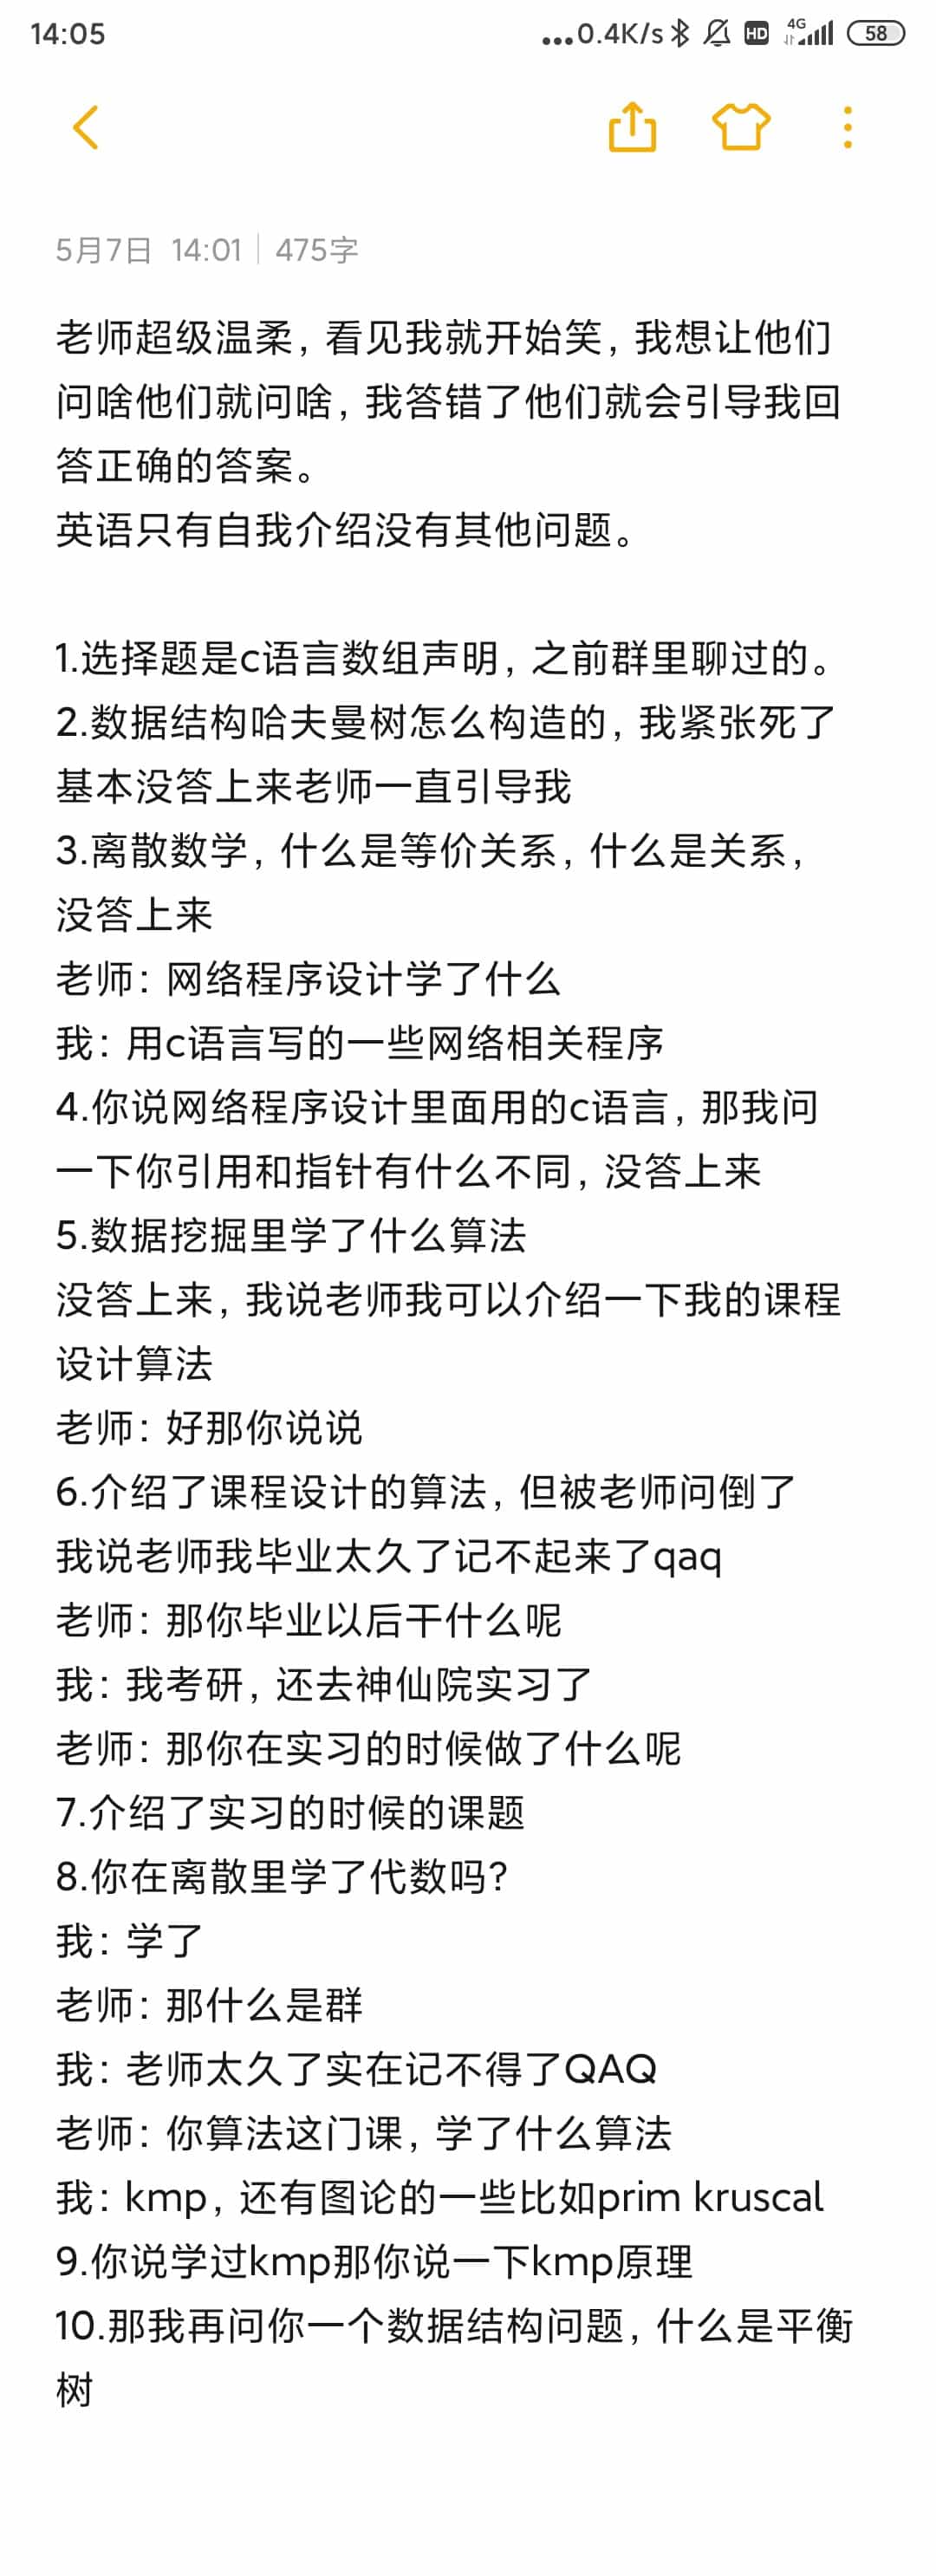 14:05
...0.4K/s HD 4G 58
5月7日 14:01 | 475字
老师超级温柔，看见我就开始笑，我想让他们
问啥他们就问啥，我答错了他们就会引导我回
答正确的答案。
英语只有自我介绍没有其他问题。
1.选择题是c语言数组声明，之前群里聊过的。
2.数据结构哈夫曼树怎么构造的，我紧张死了
基本没答上来老师一直引导我
3.离散数学，什么是等价关系，什么是关系，
没答上来
老师：网络程序设计学了什么
我：用c语言写的一些网络相关程序
4.你说网络程序设计里面用的c语言，那我问
一下你引用和指针有什么不同，没答上来
5.数据挖掘里学了什么算法
没答上来，我说老师我可以介绍一下我的课程
设计算法
老师：好那你说说
6.介绍了课程设计的算法，但被老师问倒了
我说老师我毕业太久了记不起来了qaq
老师：那你毕业以后干什么呢
我：我考研，还去神仙院实习了
老师：那你在实习的时候做了什么呢
7.介绍了实习的时候的课题
8.你在离散里学了代数吗?
我：学了
老师：那什么是群
我：老师太久了实在记不得了QAQ
老师：你算法这门课，学了什么算法
我：kmp，还有图论的一些比如prim kruscal
9.你说学过kmp那你说一下kmp原理
10.那我再问你一个数据结构问题，什么是平衡
树